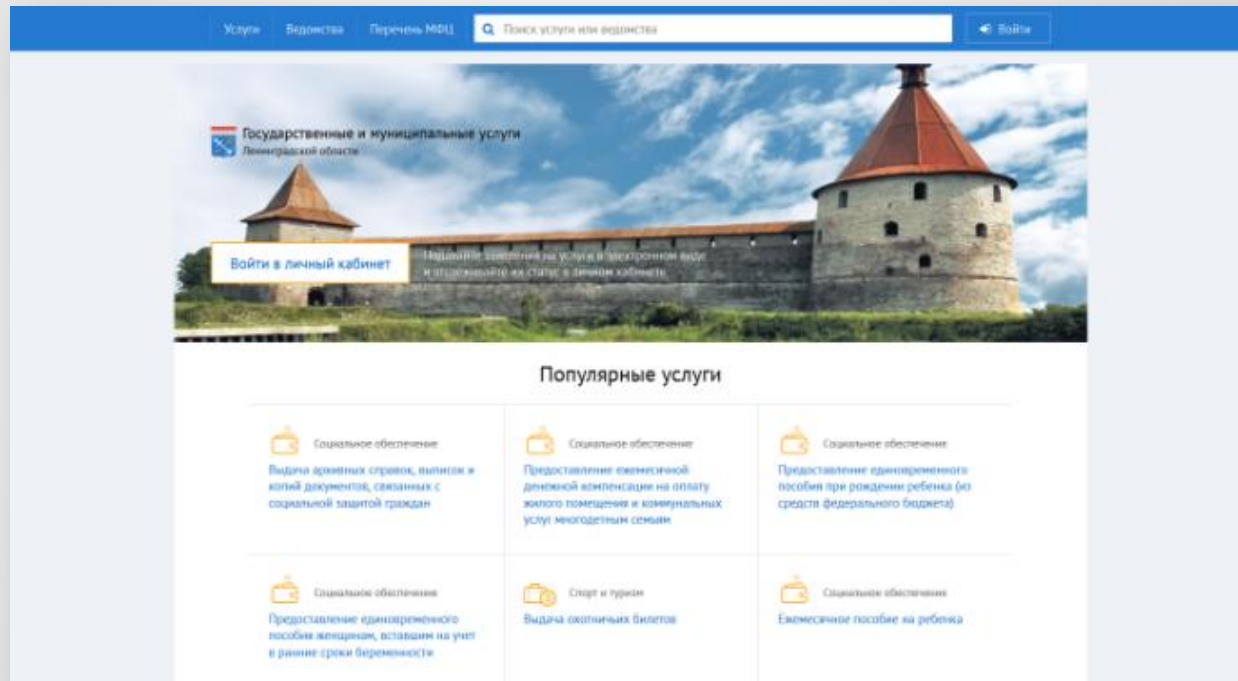 Услуги Ведомства Перечень МФЦ Поиск услуги или ведомства Войти
Государственные и муниципальные услуги
Ленинградской области
Войти в личный кабинет
Подавайте заявления на услуги в электронном виде
и отслеживайте их статус в личном кабинете
Популярные услуги
Социальное обеспечение
Выдача архивных справок, выписок и
копий документов, связанных с
социальной защитой граждан
Социальное обеспечение
Предоставление ежемесячной
денежной компенсации на оплату
жилого помещения и коммунальных
услуг многодетным семьям
Социальное обеспечение
Предоставление единовременного
пособия при рождении ребенка (из
средств федерального бюджета)
Социальное обеспечение
Предоставление единовременного
пособия женщинам, вставшим на учет
в ранние сроки беременности
Спорт и туризм
Выдача охотничьих билетов
Социальное обеспечение
Ежемесячное пособие на ребенка